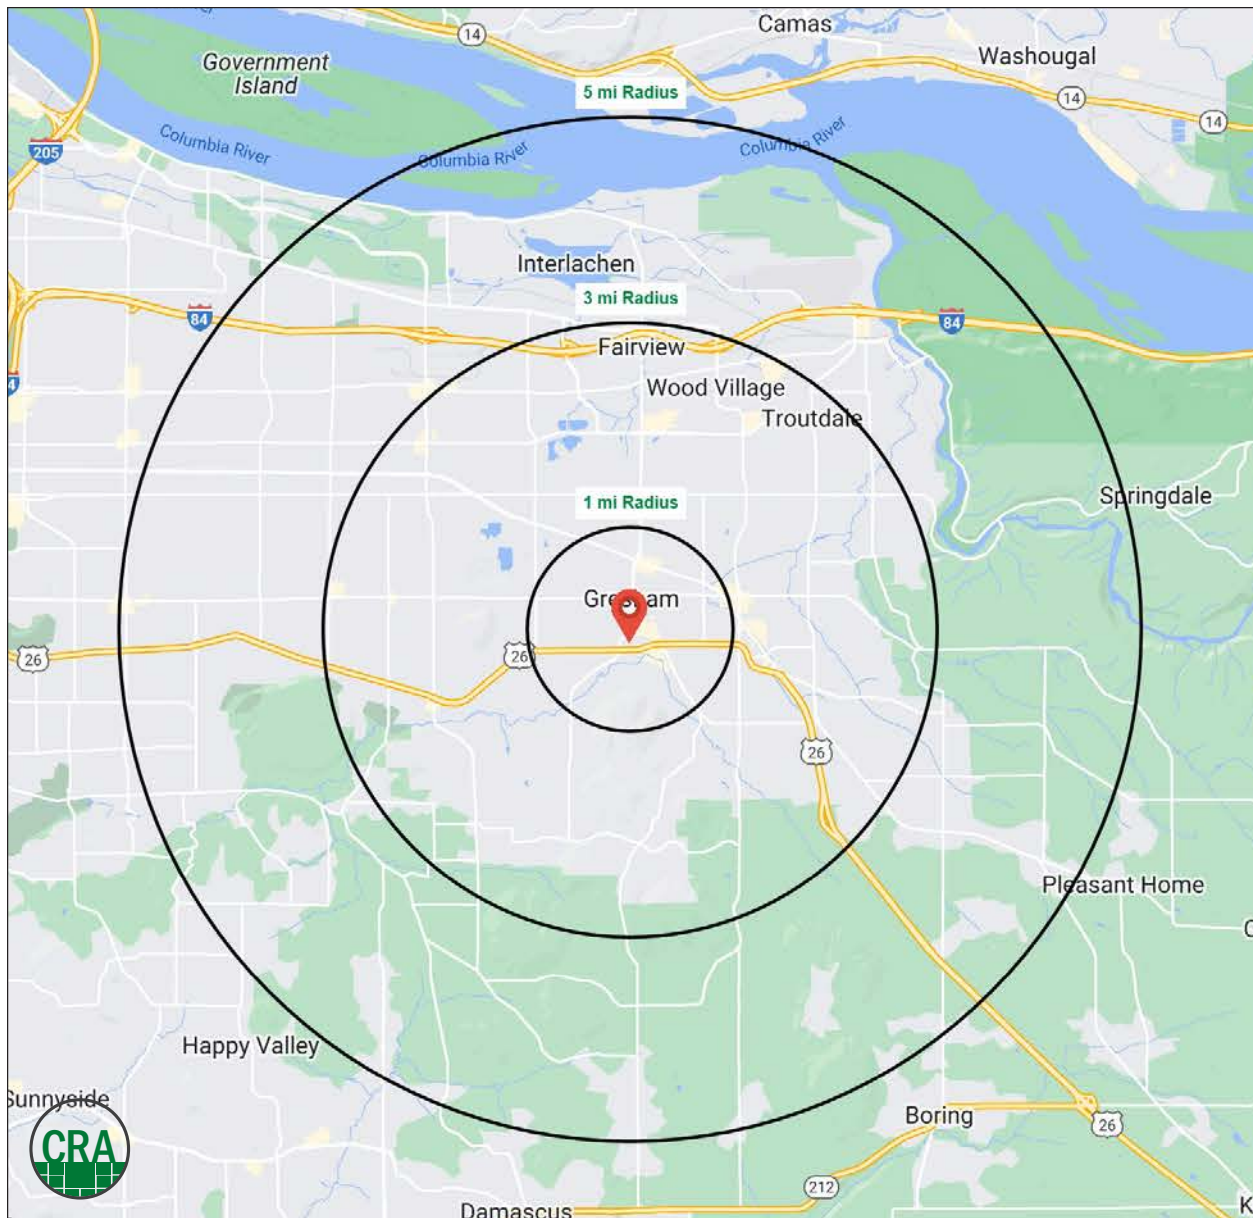 Camas
14
Washougal
Government
Island
5 mi Radius
14
14
205
Columbia River
Columbia River
Columbia River
Interlachen
3 mi Radius
84
84
Fairview
4
Wood Village
Troutdale
1 mi Radius
Springdale
Gresham
26
26
26
Pleasant Home
Happy Valley
Sunnyside
Boring
26
CRA
212
Damascus
K